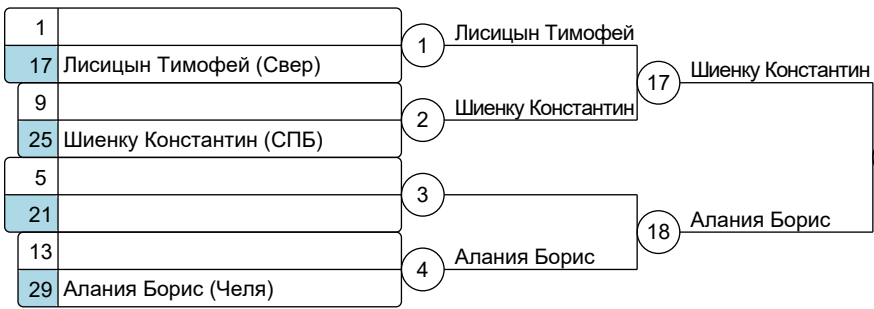 1
17 Лисицын Тимофей (Свер)
9
25 Шиенку Константин (СПБ)
5
21
13
29 Алания Борис (Челя)
1 Лисицын Тимофей
2 Шиенку Константин
3
4 Алания Борис
17 Шиенку Константин
18 Алания Борис